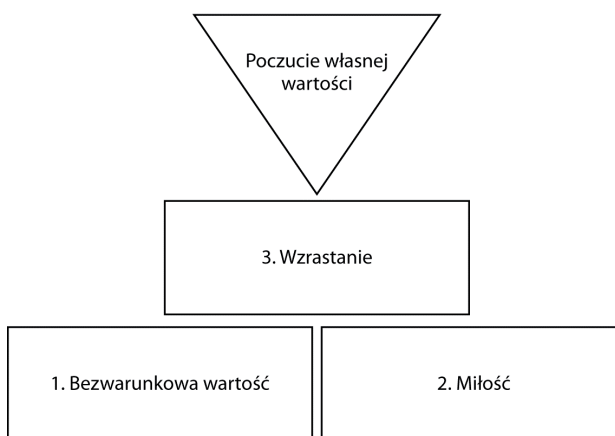 Poczucie własnej
wartości
3. Wzrastanie
1. Bezwarunkowa wartość
2. Miłość